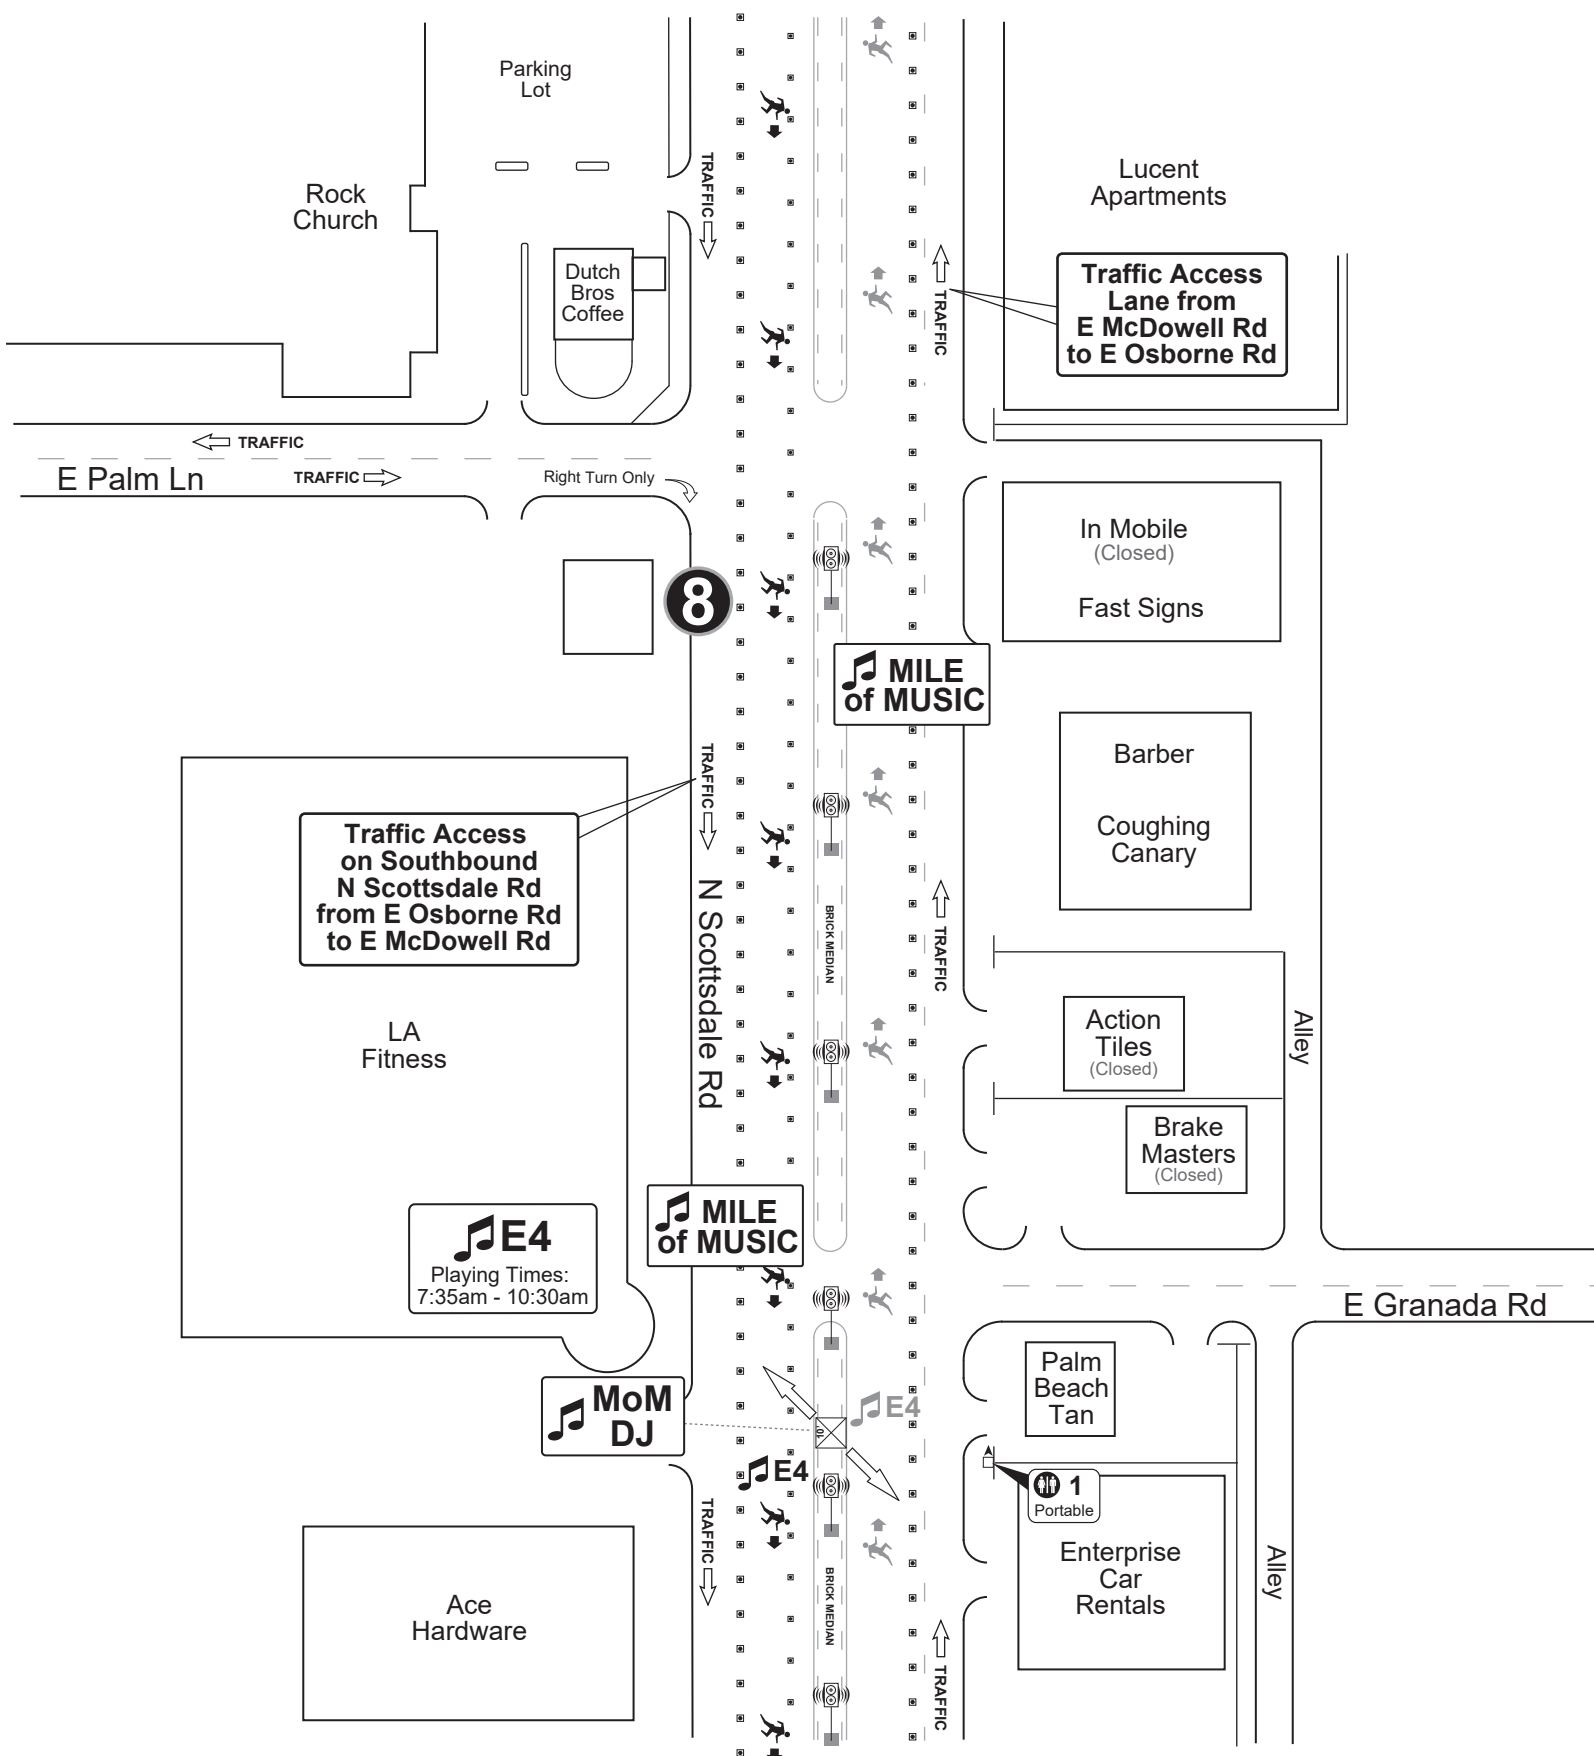 Parking
Lot
Rock
Church
TRAFFIC
Lucent
Apartments
Dutch
Bros
Coffee
Traffic Access
Lane from
E McDowell Rd
to E Osborne Rd
TRAFFIC
TRAFFIC
E Palm Ln
TRAFFIC
Right Turn Only
In Mobile
(Closed)
Fast Signs
8
MILE
of MUSIC
Barber
Coughing
Canary
TRAFFIC
Traffic Access
on Southbound
N Scottsdale Rd
from E Osborne Rd
to E McDowell Rd
N Scottsdale Rd
BRICK MEDIAN
TRAFFIC
LA
Fitness
Action
Tiles
(Closed)
Alley
Brake
Masters
(Closed)
MILE
of MUSIC
E4
Playing Times:
7:35am - 10:30am
E Granada Rd
Palm
Beach
Tan
MoM
DJ
E4
10'
E4
1
Portable
TRAFFIC
Enterprise
Car
Rentals
Alley
BRICK MEDIAN
Ace
Hardware
TRAFFIC